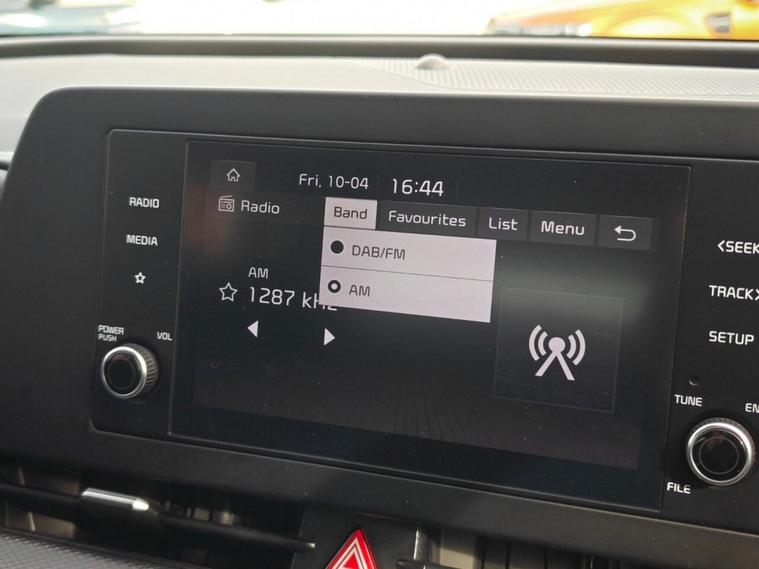 Fri, 10-04 16:44
Radio Band Favourites List Menu
DAB/FM
AM
AM
1287 kHz
RADIO
MEDIA
POWER
PUSH
VOL
<SEEK
TRACK>
SETUP
TUNE
FILE